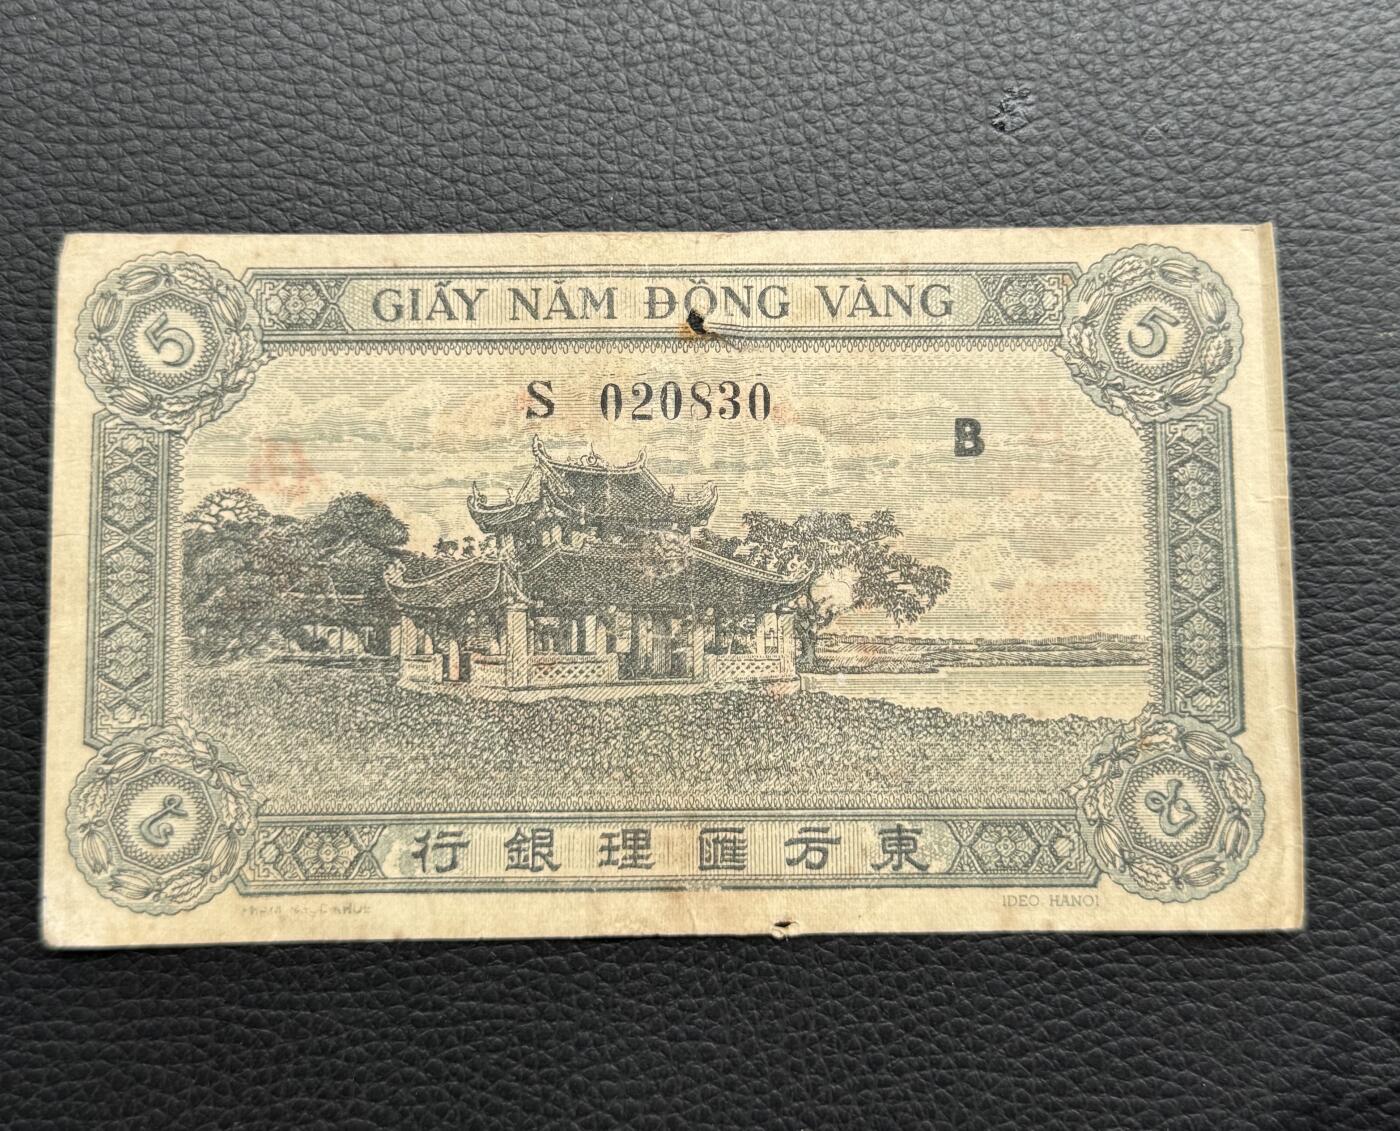 5 GIẤY NĂM ĐỒNG VÀNG 5
S 020830
B
行銀理匯方東
IDEO. HANOI